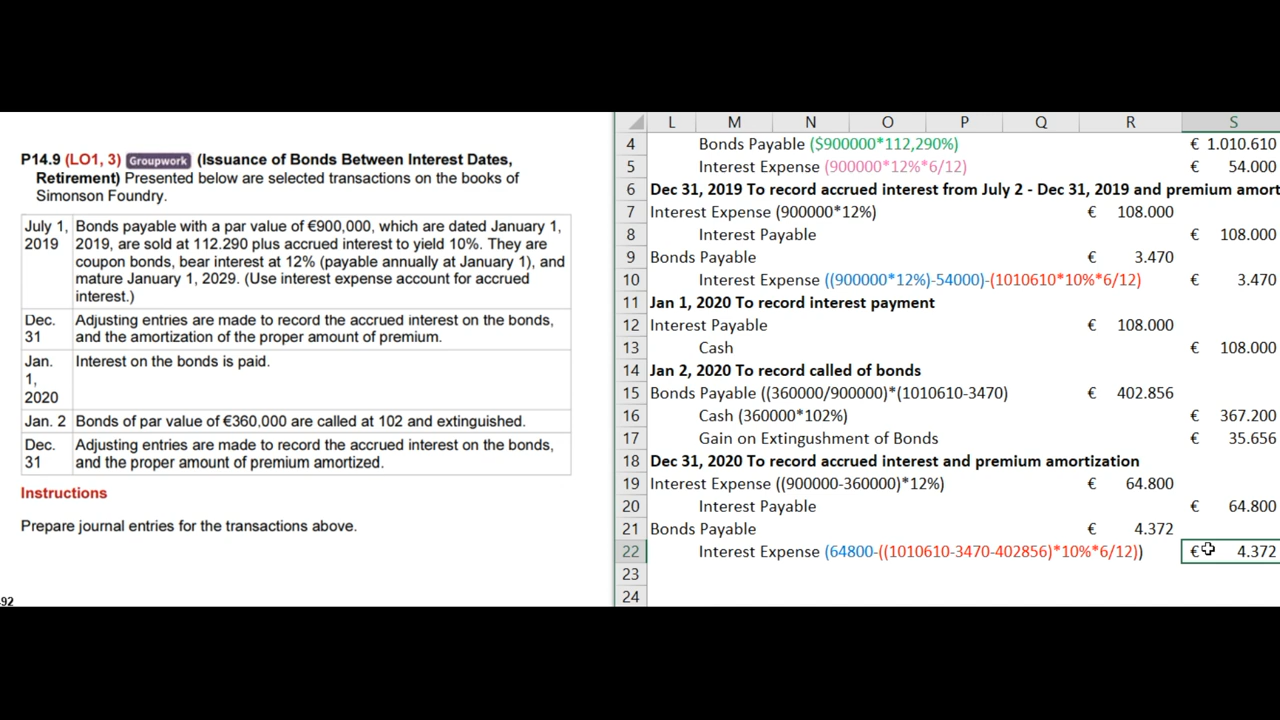 P14.9 (LO1, 3) Groupwork (Issuance of Bonds Between Interest Dates,
Retirement) Presented below are selected transactions on the books of
Simonson Foundry.
July 1, 2019 Bonds payable with a par value of €900,000, which are dated January 1,
2019, are sold at 112.290 plus accrued interest to yield 10%. They are
coupon bonds, bear interest at 12% (payable annually at January 1), and
mature January 1, 2029. (Use interest expense account for accrued
interest.)
Dec. 31 Adjusting entries are made to record the accrued interest on the bonds,
and the amortization of the proper amount of premium.
Jan. 1, 2020 Interest on the bonds is paid.
Jan. 2 Bonds of par value of €360,000 are called at 102 and extinguished.
Dec. 31 Adjusting entries are made to record the accrued interest on the bonds,
and the proper amount of premium amortized.
Instructions
Prepare journal entries for the transactions above.
92
L M N O P Q R S
4 Bonds Payable ($900000*112,290%) € 1.010.610
5 Interest Expense (900000*12%*6/12) € 54.000
6 Dec 31, 2019 To record accrued interest from July 2 - Dec 31, 2019 and premium amort
7 Interest Expense (900000*12%) € 108.000
8 Interest Payable € 108.000
9 Bonds Payable € 3.470
10 Interest Expense ((900000*12%)-54000)-(1010610*10%*6/12) € 3.470
11 Jan 1, 2020 To record interest payment
12 Interest Payable € 108.000
13 Cash € 108.000
14 Jan 2, 2020 To record called of bonds
15 Bonds Payable ((360000/900000)*(1010610-3470) € 402.856
16 Cash (360000*102%) € 367.200
17 Gain on Extingushment of Bonds € 35.656
18 Dec 31, 2020 To record accrued interest and premium amortization
19 Interest Expense ((900000-360000)*12%) € 64.800
20 Interest Payable € 64.800
21 Bonds Payable € 4.372
22 Interest Expense (64800-((1010610-3470-402856)*10%*6/12)) € 4.372
23
24